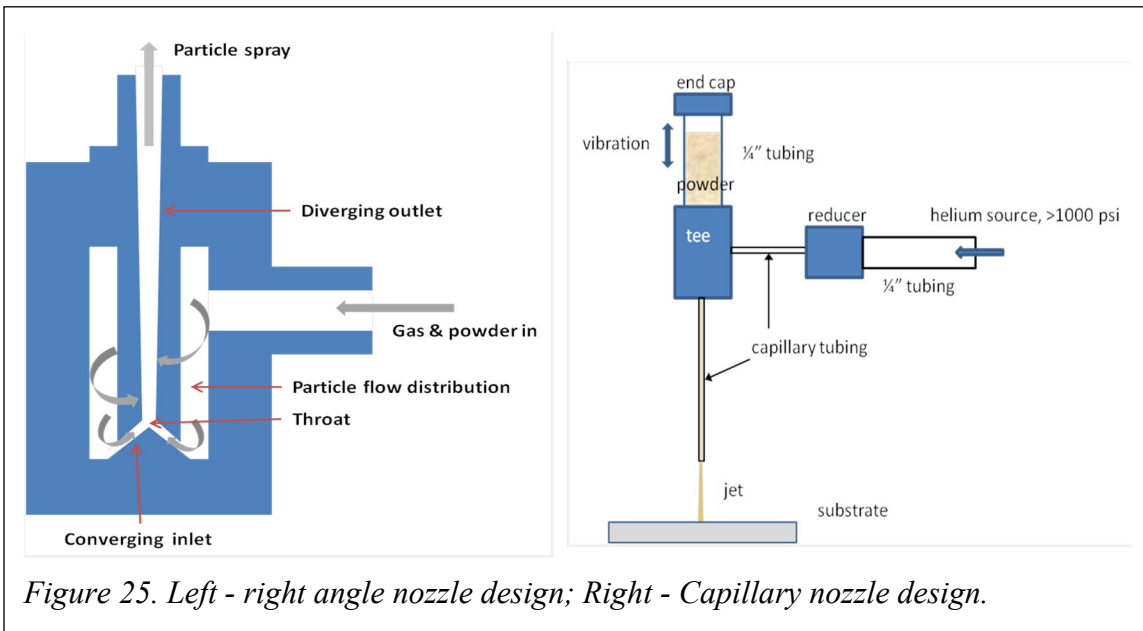 Particle spray
Diverging outlet
Gas & powder in
Particle flow distribution
Throat
Converging inlet
end cap
vibration
¼” tubing
powder
tee
reducer
helium source, >1000 psi
¼” tubing
capillary tubing
jet
substrate
Figure 25. Left - right angle nozzle design; Right - Capillary nozzle design.